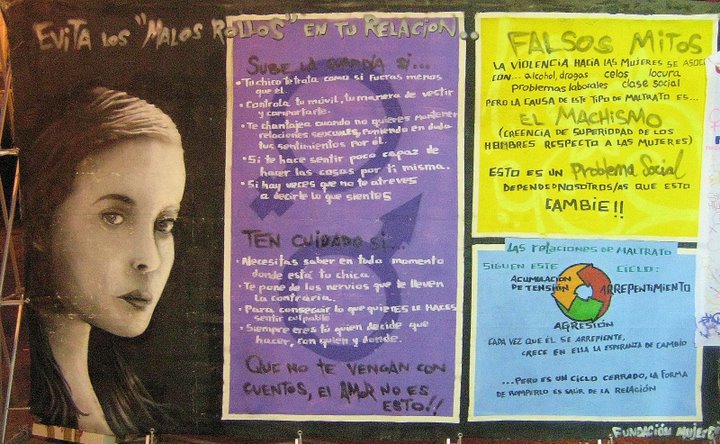 EVITA LOS "MALOS ROLLOS" EN TU RELACIÓN..
SUBE LA GUARDIA SI...
• Tu chico te trata como si fueras menos
que él.
• Controla tu móvil, tu manera de vestir
y comportarte.
• Te chantajea cuando no quieres mantener
relaciones sexuales, poniendo en duda
tus sentimientos por él.
• Si te hace sentir poco capaz de
hacer las cosas por ti misma.
• Si hay veces que no te atreves
a decirle lo que sientes
TEN CUIDADO SI...
• Necesitas saber en todo momento
donde está tu chica.
• Te pone de los nervios que te lleven
la contraria.
• Para conseguir lo que quieres LE HACES
sentir culpable
• Siempre eres tú quien decide que
hacer, con quien y donde.
QUE NO TE VENGAN CON
CUENTOS, EL AMOR NO ES
ESTO!!
FALSOS MITOS
LA VIOLENCIA HACIA LAS MUJERES SE ASOCIA
CON... alcohol, drogas celos locura
Problemas laborales clase social
PERO LA CAUSA DE ESTE TIPO DE MALTRATO ES...
EL MACHISMO
(CREENCIA DE SUPERIORIDAD DE LOS
HOMBRES RESPECTO A LAS MUJERES)
ESTO ES UN Problema Social
DEPENDE DNOSOTROS/AS QUE ESTO
CAMBIE!!
LAS RELACIONES DE MALTRATO
SIGUEN ESTE CICLO:
ACUMULACIÓN
DE TENSIÓN
ARREPENTIMIENTO
AGRESIÓN
CADA VEZ QUE ÉL SE ARREPIENTE,
CRECE EN ELLA LA ESPERANZA DE CAMBIO
...PERO ES UN CICLO CERRADO, LA FORMA
DE ROMPERLO ES SALIR DE LA RELACIÓN
FUNDACIÓN MUJERES